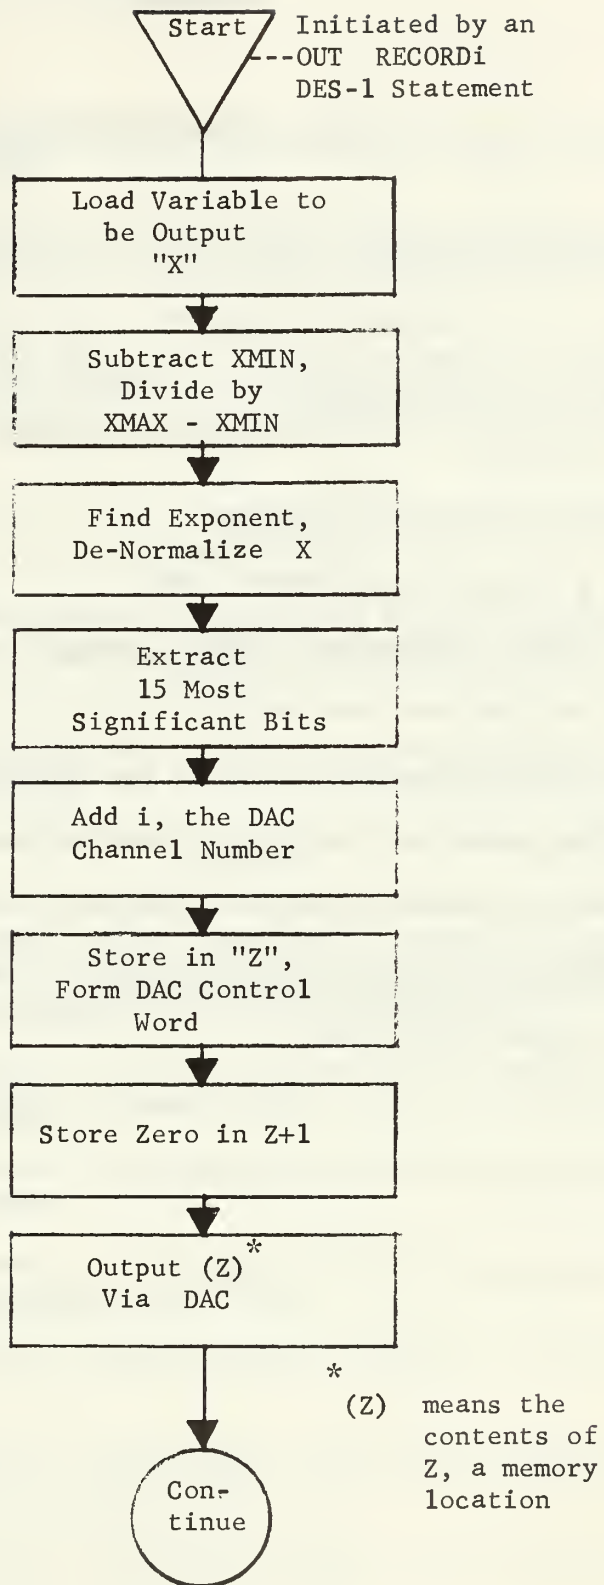 Start
Initiated by an
---OUT RECORDi
DES-1 Statement
Load Variable to
be Output
"X"
Subtract XMIN,
Divide by
XMAX - XMIN
Find Exponent,
De-Normalize X
Extract
15 Most
Significant Bits
Add i, the DAC
Channel Number
Store in "Z",
Form DAC Control
Word
Store Zero in Z+1
Output (Z)*
Via DAC
*
(Z) means the
contents of
Z, a memory
location
Con-
tinue